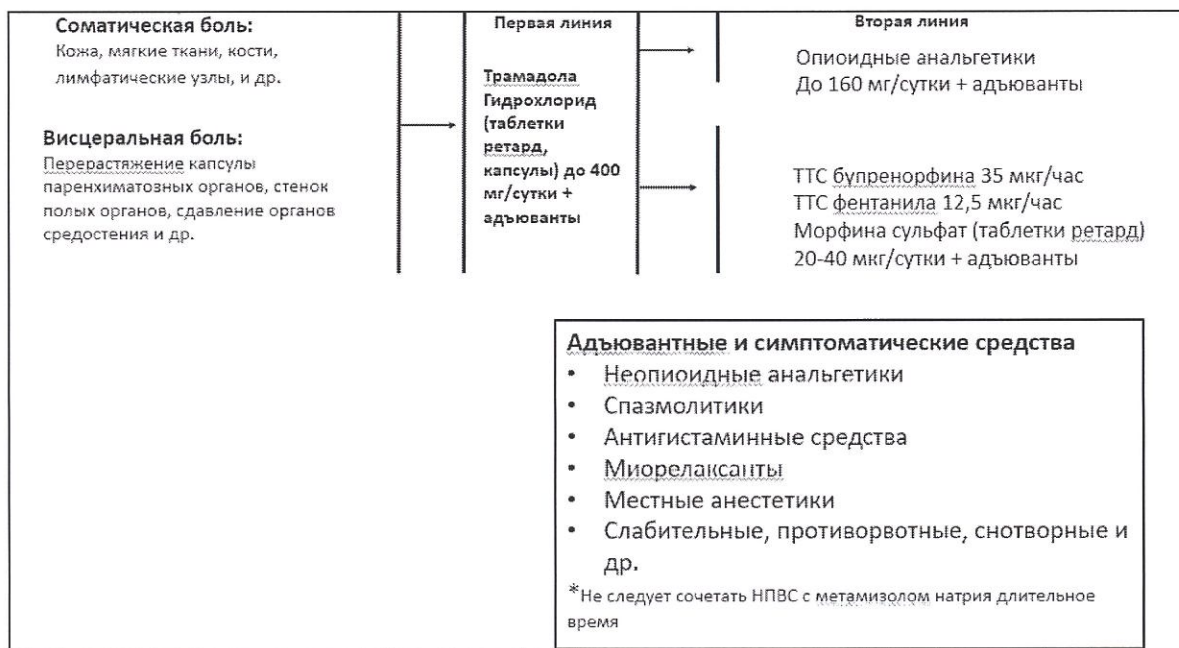 Соматическая боль:
Кожа, мягкие ткани, кости,
лимфатические узлы, и др.
Висцеральная боль:
Перерастяжение капсулы
паренхиматозных органов, стенок
полых органов, сдавление органов
средостения и др.
Первая линия
Трамадола
Гидрохлорид
(таблетки
ретард,
капсулы) до 400
мг/сутки +
адъюванты
Вторая линия
Опиоидные анальгетики
До 160 мг/сутки + адъюванты
ТТС бупренорфина 35 мкг/час
ТТС фентанила 12,5 мкг/час
Морфина сульфат (таблетки ретард)
20-40 мкг/сутки + адъюванты
Адъювантные и симптоматические средства
• Неопиоидные анальгетики
• Спазмолитики
• Антигистаминные средства
• Миорелаксанты
• Местные анестетики
• Слабительные, противорвотные, снотворные и
др.
*Не следует сочетать НПВС с метамизолом натрия длительное
время